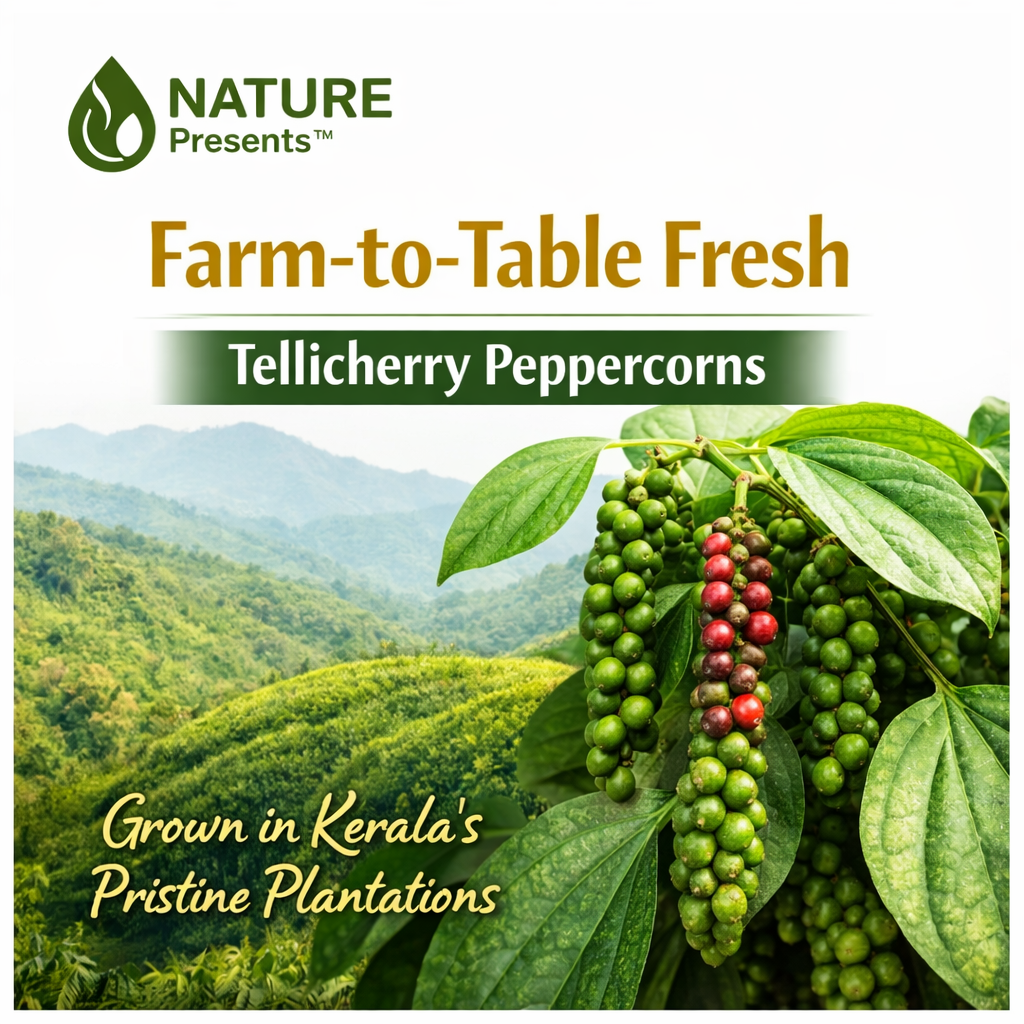 NATURE
Presents™
Farm-to-Table Fresh
Tellicherry Peppercorns
Grown in Kerala's
Pristine Plantations